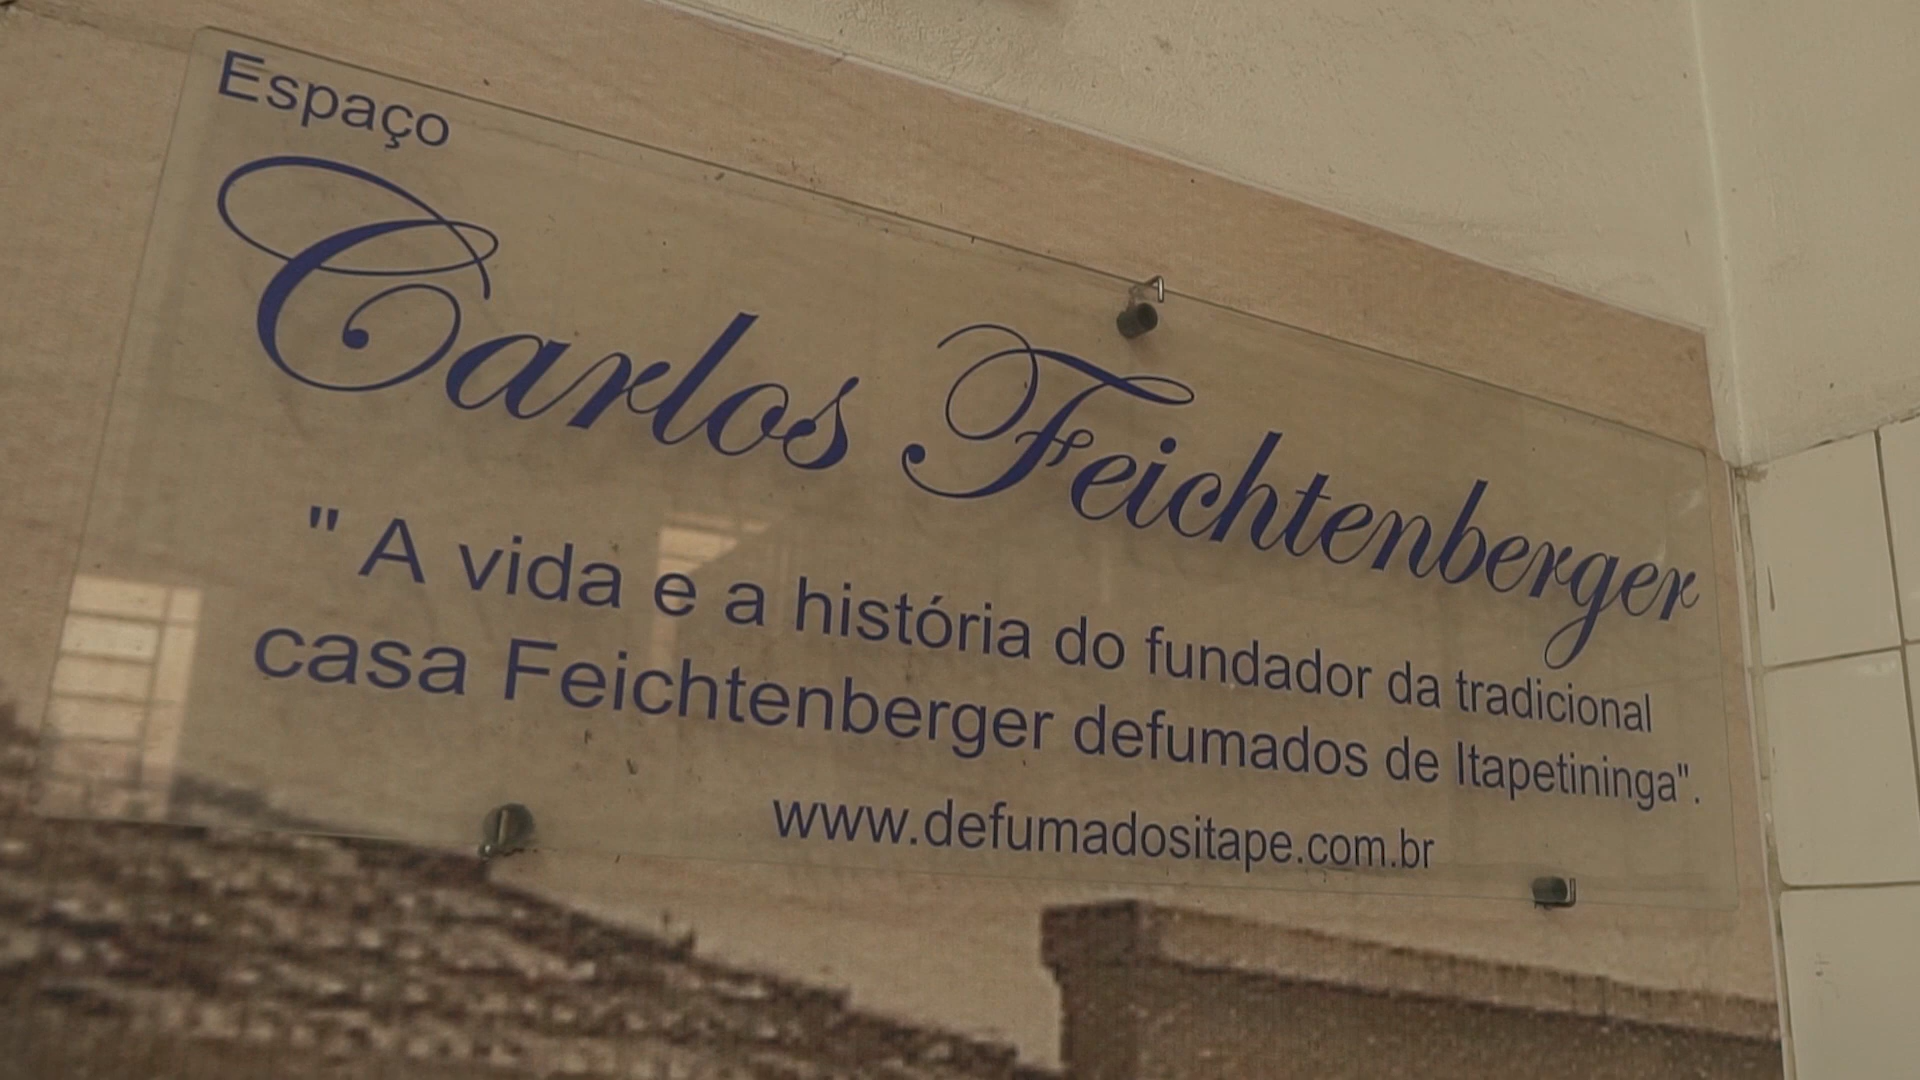 Espaço
Carlos Feichtenberger
" A vida e a história do fundador da tradicional
casa Feichtenberger defumados de Itapetininga".
www.defumadositape.com.br